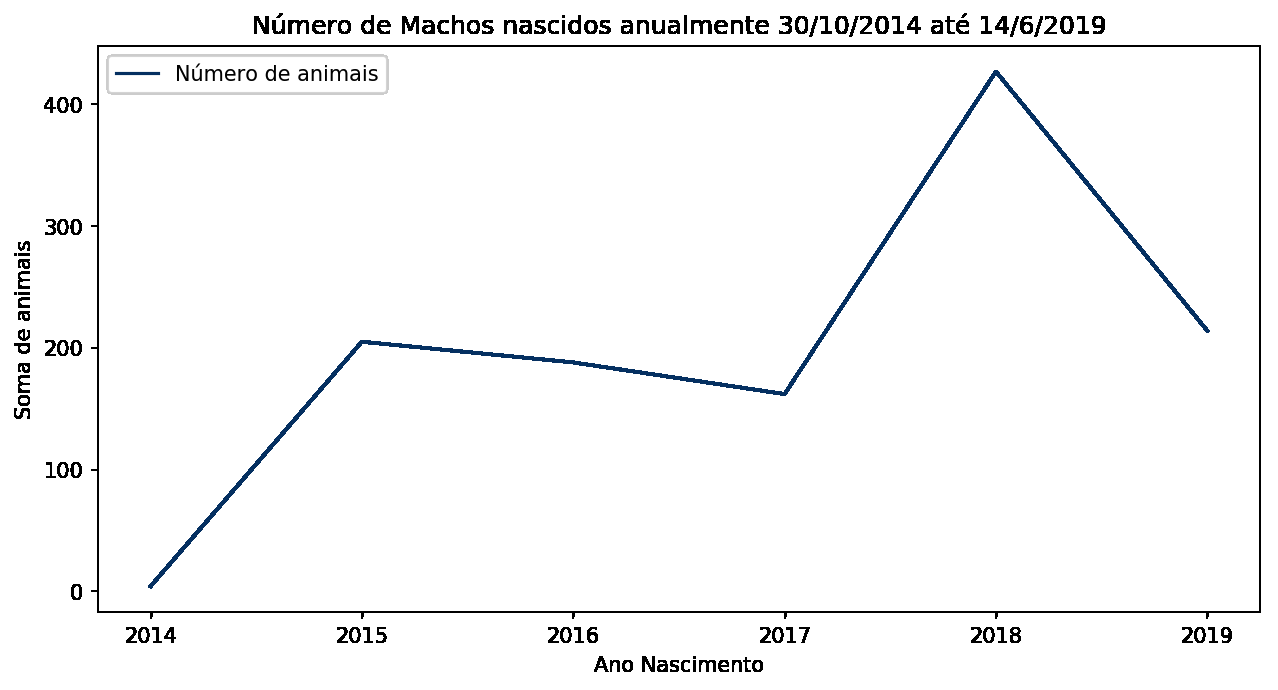 Número de Machos nascidos anualmente 30/10/2014 até 14/6/2019
Número de animais
400
300
200
100
0
Soma de animais
2014 2015 2016 2017 2018 2019
Ano Nascimento